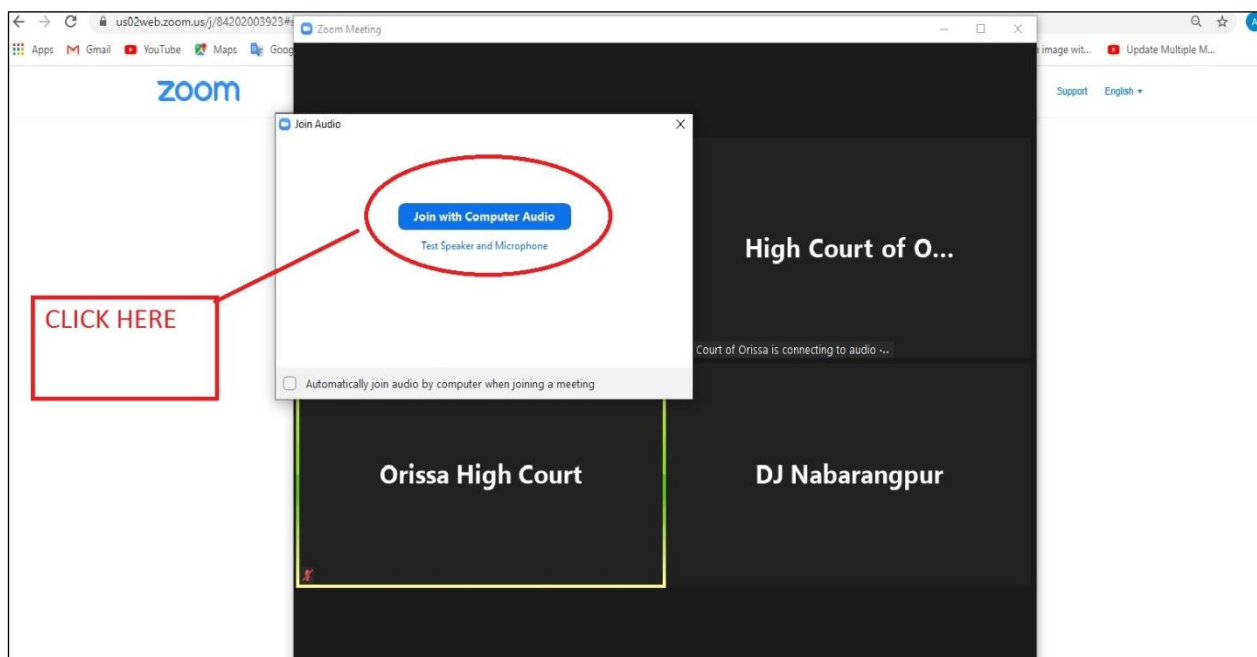 us02web.zoom.us/j/84202003923#s
Zoom Meeting
Apps Gmail YouTube Maps Goog
image wit... Update Multiple M...
zoom
Support English
Join Audio
Join with Computer Audio
Test Speaker and Microphone
High Court of O...
CLICK HERE
Court of Orissa is connecting to audio -..
Automatically join audio by computer when joining a meeting
Orissa High Court
DJ Nabarangpur